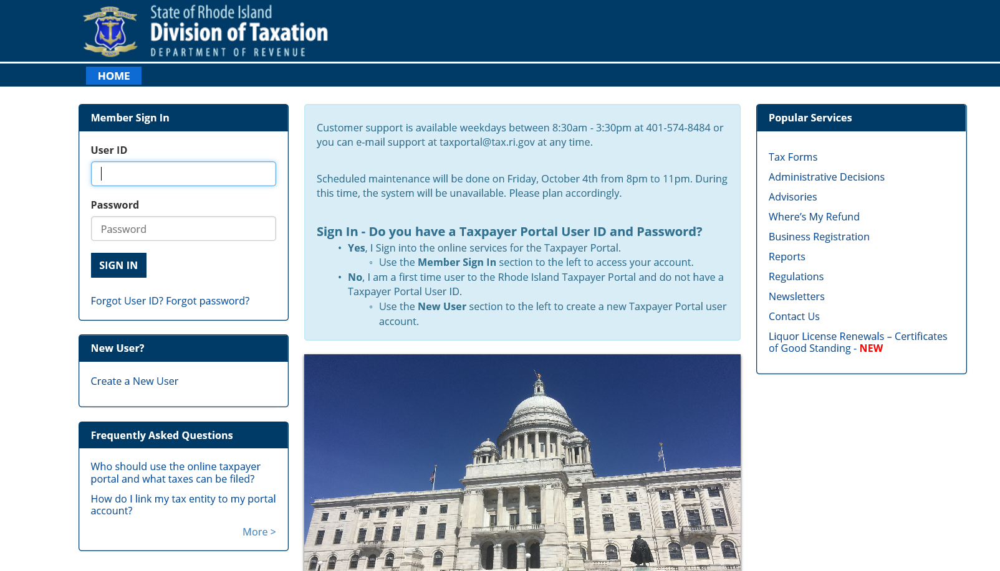 State of Rhode Island
Division of Taxation
DEPARTMENT OF REVENUE
HOME
Member Sign In
User ID
Password
Password
SIGN IN
Forgot User ID? Forgot password?
New User?
Create a New User
Frequently Asked Questions
Who should use the online taxpayer
portal and what taxes can be filed?
How do I link my tax entity to my portal
account?
More >
Customer support is available weekdays between 8:30am - 3:30pm at 401-574-8484 or
you can e-mail support at taxportal@tax.ri.gov at any time.
Scheduled maintenance will be done on Friday, October 4th from 8pm to 11pm. During
this time, the system will be unavailable. Please plan accordingly.
Sign In - Do you have a Taxpayer Portal User ID and Password?
• Yes, I Sign into the online services for the Taxpayer Portal.
◦ Use the Member Sign In section to the left to access your account.
• No, I am a first time user to the Rhode Island Taxpayer Portal and do not have a
Taxpayer Portal User ID.
◦ Use the New User section to the left to create a new Taxpayer Portal user
account.
Popular Services
Tax Forms
Administrative Decisions
Advisories
Where’s My Refund
Business Registration
Reports
Regulations
Newsletters
Contact Us
Liquor License Renewals – Certificates
of Good Standing - NEW